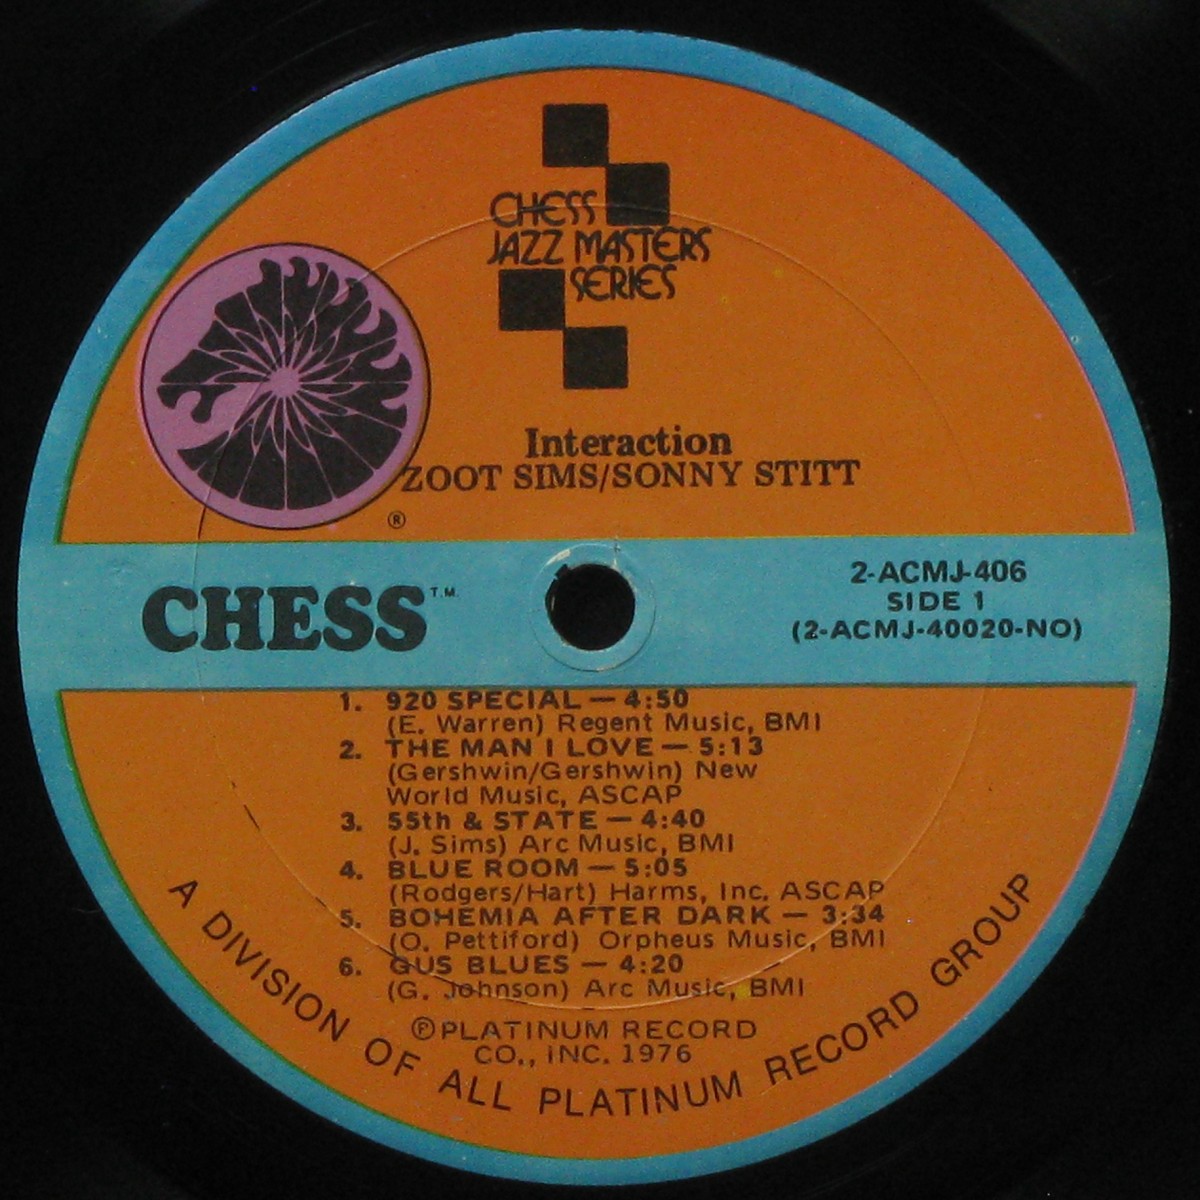 CHESS
JAZZ MASTERS
SERIES
Interaction
ZOOT SIMS/SONNY STITT
®
CHESS T.M.
2-ACMJ-406
SIDE 1
(2-ACMJ-40020-NO)
1. 920 SPECIAL — 4:50
(E. Warren) Regent Music, BMI
2. THE MAN I LOVE — 5:13
(Gershwin/Gershwin) New
World Music, ASCAP
3. 55th & STATE — 4:40
(J. Sims) Arc Music, BMI
4. BLUE ROOM — 5:05
(Rodgers/Hart) Harms, Inc. ASCAP
5. BOHEMIA AFTER DARK — 3:34
(O. Pettiford) Orpheus Music, BMI
6. GUS BLUES — 4:20
(G. Johnson) Arc Music, BMI
℗PLATINUM RECORD
CO., INC. 1976
A DIVISION OF ALL PLATINUM RECORD GROUP